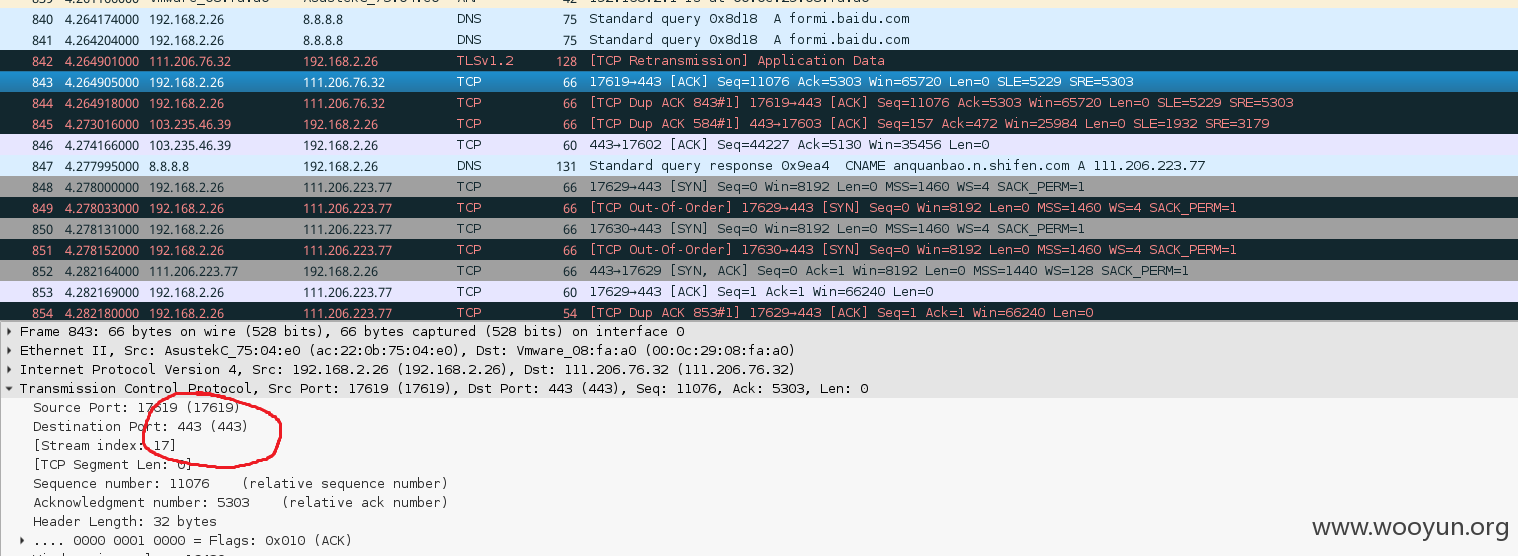 840 4.264174000 192.168.2.26 8.8.8.8 DNS 75 Standard query 0x8d18 A formi.baidu.com
841 4.264204000 192.168.2.26 8.8.8.8 DNS 75 Standard query 0x8d18 A formi.baidu.com
842 4.264901000 111.206.76.32 192.168.2.26 TLSv1.2 128 [TCP Retransmission] Application Data
843 4.264905000 192.168.2.26 111.206.76.32 TCP 66 17619→443 [ACK] Seq=11076 Ack=5303 Win=65720 Len=0 SLE=5229 SRE=5303
844 4.264918000 192.168.2.26 111.206.76.32 TCP 66 [TCP Dup ACK 843#1] 17619→443 [ACK] Seq=11076 Ack=5303 Win=65720 Len=0 SLE=5229 SRE=5303
845 4.273016000 103.235.46.39 192.168.2.26 TCP 66 [TCP Dup ACK 584#1] 443→17603 [ACK] Seq=157 Ack=472 Win=25984 Len=0 SLE=1932 SRE=3179
846 4.274166000 103.235.46.39 192.168.2.26 TCP 60 443→17602 [ACK] Seq=44227 Ack=5130 Win=35456 Len=0
847 4.277995000 8.8.8.8 192.168.2.26 DNS 131 Standard query response 0x9ea4 CNAME anquanbao.n.shifen.com A 111.206.223.77
848 4.278000000 192.168.2.26 111.206.223.77 TCP 66 17629→443 [SYN] Seq=0 Win=8192 Len=0 MSS=1460 WS=4 SACK_PERM=1
849 4.278033000 192.168.2.26 111.206.223.77 TCP 66 [TCP Out-Of-Order] 17629→443 [SYN] Seq=0 Win=8192 Len=0 MSS=1460 WS=4 SACK_PERM=1
850 4.278131000 192.168.2.26 111.206.223.77 TCP 66 17630→443 [SYN] Seq=0 Win=8192 Len=0 MSS=1460 WS=4 SACK_PERM=1
851 4.278152000 192.168.2.26 111.206.223.77 TCP 66 [TCP Out-Of-Order] 17630→443 [SYN] Seq=0 Win=8192 Len=0 MSS=1460 WS=4 SACK_PERM=1
852 4.282164000 111.206.223.77 192.168.2.26 TCP 66 443→17629 [SYN, ACK] Seq=0 Ack=1 Win=8192 Len=0 MSS=1440 WS=128 SACK_PERM=1
853 4.282169000 192.168.2.26 111.206.223.77 TCP 60 17629→443 [ACK] Seq=1 Ack=1 Win=66240 Len=0
854 4.282180000 192.168.2.26 111.206.223.77 TCP 54 [TCP Dup ACK 853#1] 17629→443 [ACK] Seq=1 Ack=1 Win=66240 Len=0
Frame 843: 66 bytes on wire (528 bits), 66 bytes captured (528 bits) on interface 0
Ethernet II, Src: AsustekC_75:04:e0 (ac:22:0b:75:04:e0), Dst: Vmware_08:fa:a0 (00:0c:29:08:fa:a0)
Internet Protocol Version 4, Src: 192.168.2.26 (192.168.2.26), Dst: 111.206.76.32 (111.206.76.32)
Transmission Control Protocol, Src Port: 17619 (17619), Dst Port: 443 (443), Seq: 11076, Ack: 5303, Len: 0
Source Port: 17619 (17619)
Destination Port: 443 (443)
[Stream index: 17]
[TCP Segment Len: 0]
Sequence number: 11076 (relative sequence number)
Acknowledgment number: 5303 (relative ack number)
Header Length: 32 bytes
.... 0000 0001 0000 = Flags: 0x010 (ACK)
www.wooyun.org